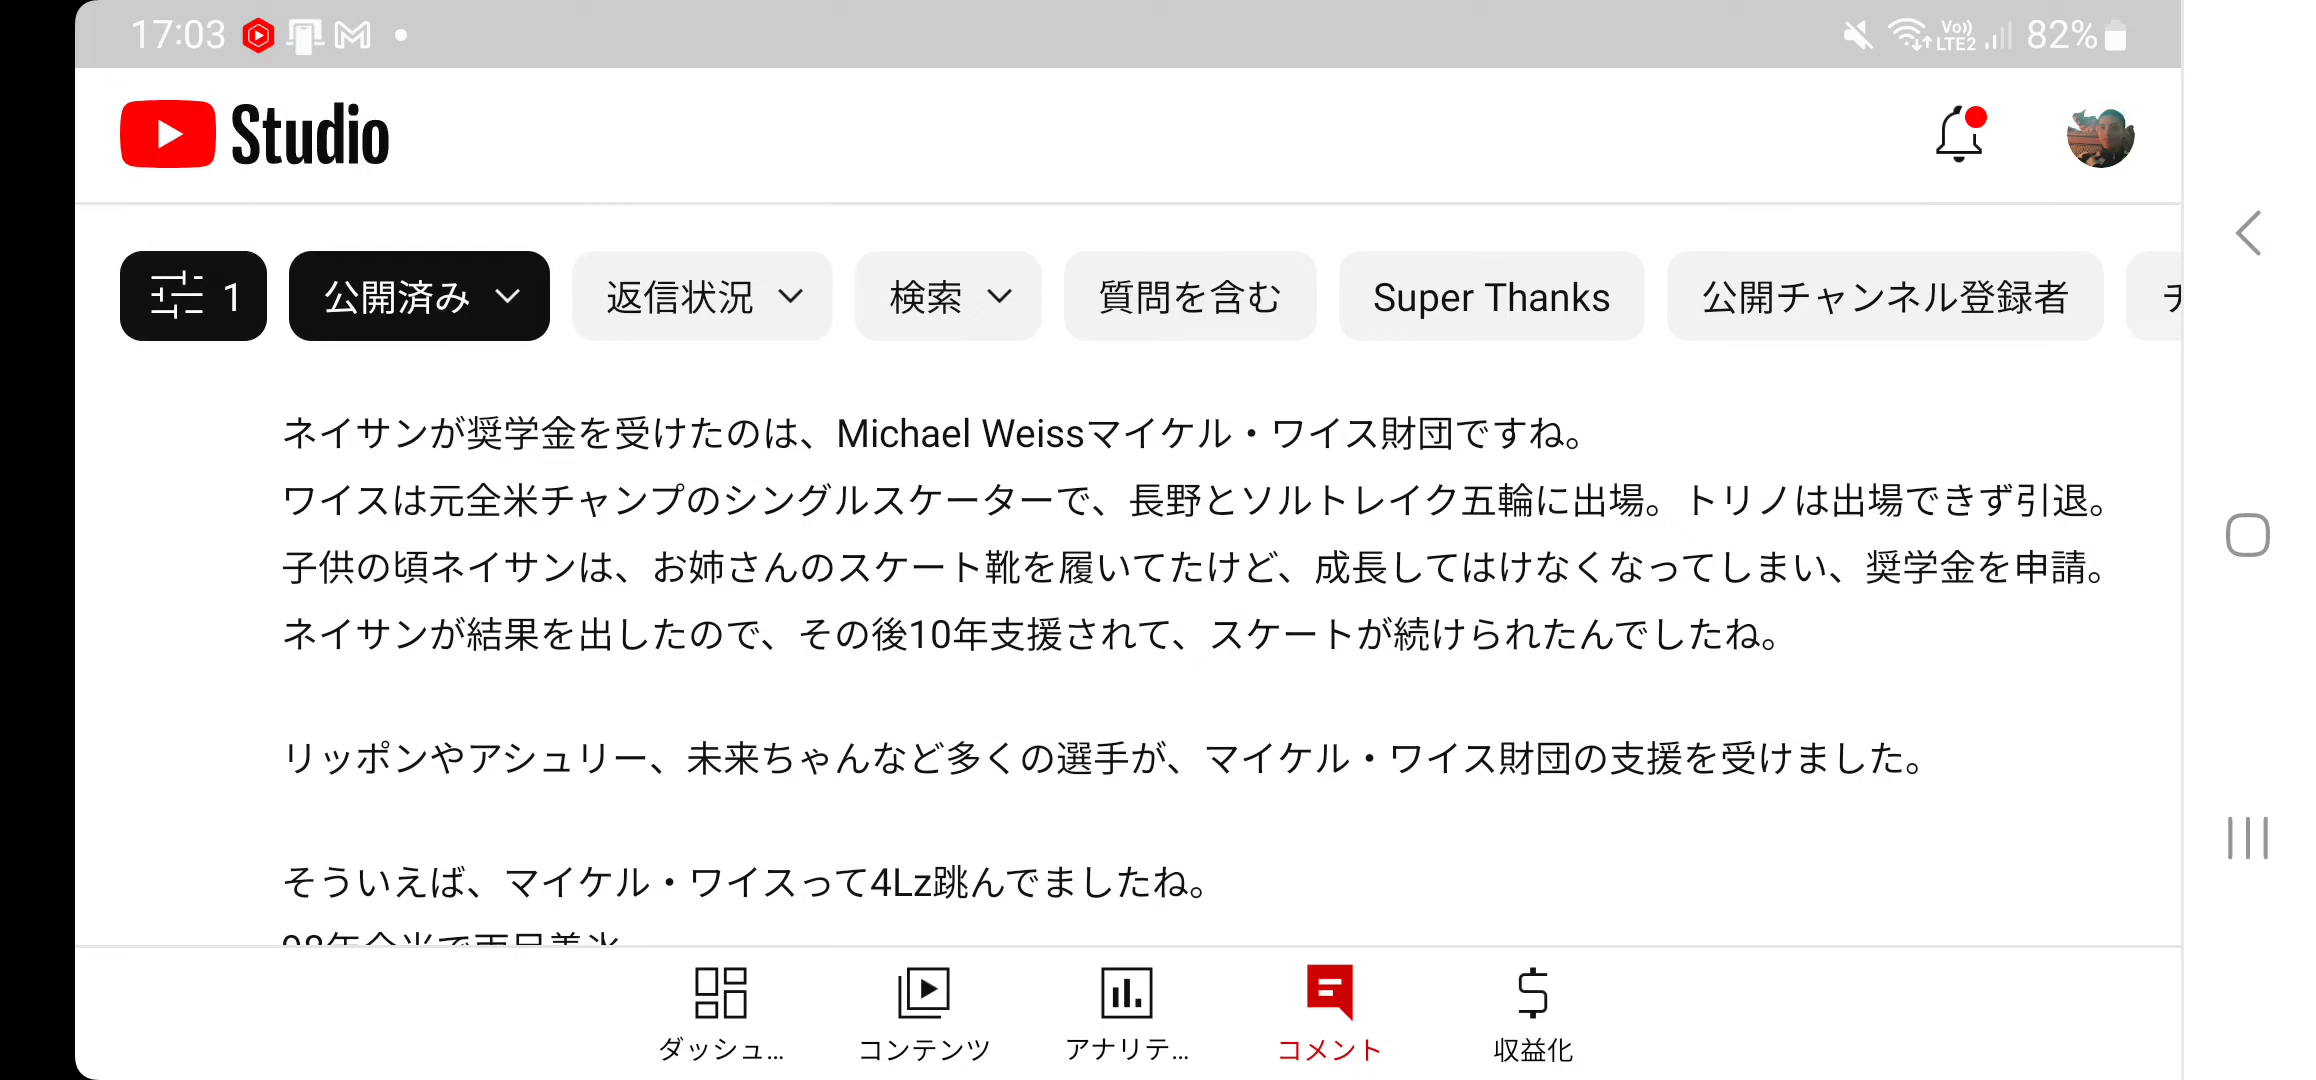 17:03
Vo)) LTE2 82%
Studio
1 公開済み 返信状況 検索 質問を含む Super Thanks 公開チャンネル登録者
ネイサンが奨学金を受けたのは、Michael Weissマイケル・ワイス財団ですね。
ワイスは元全米チャンプのシングルスケーターで、長野とソルトレイク五輪に出場。トリノは出場できず引退。
子供の頃ネイサンは、お姉さんのスケート靴を履いてたけど、成長してはけなくなってしまい、奨学金を申請。
ネイサンが結果を出したので、その後10年支援されて、スケートが続けられたんでしたね。
リッポンやアシュリー、未来ちゃんなど多くの選手が、マイケル・ワイス財団の支援を受けました。
そういえば、マイケル・ワイスって4Lz跳んでましたね。
ダッシュ... コンテンツ アナリテ... コメント 収益化